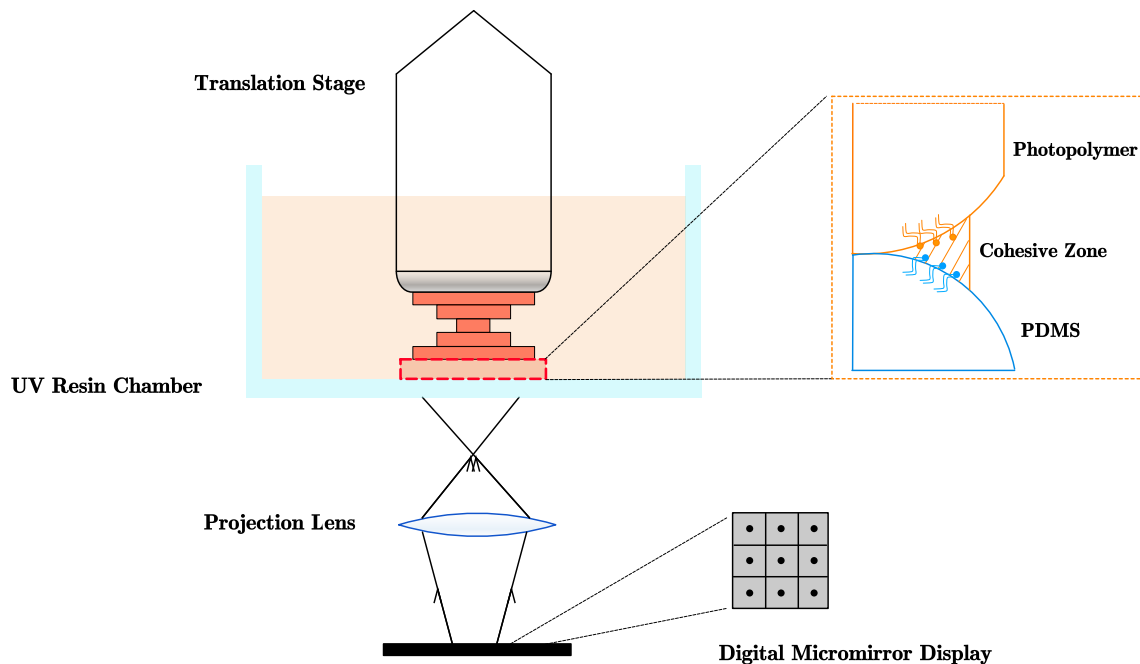 Translation Stage
Photopolymer
Cohesive Zone
PDMS
UV Resin Chamber
Projection Lens
Digital Micromirror Display